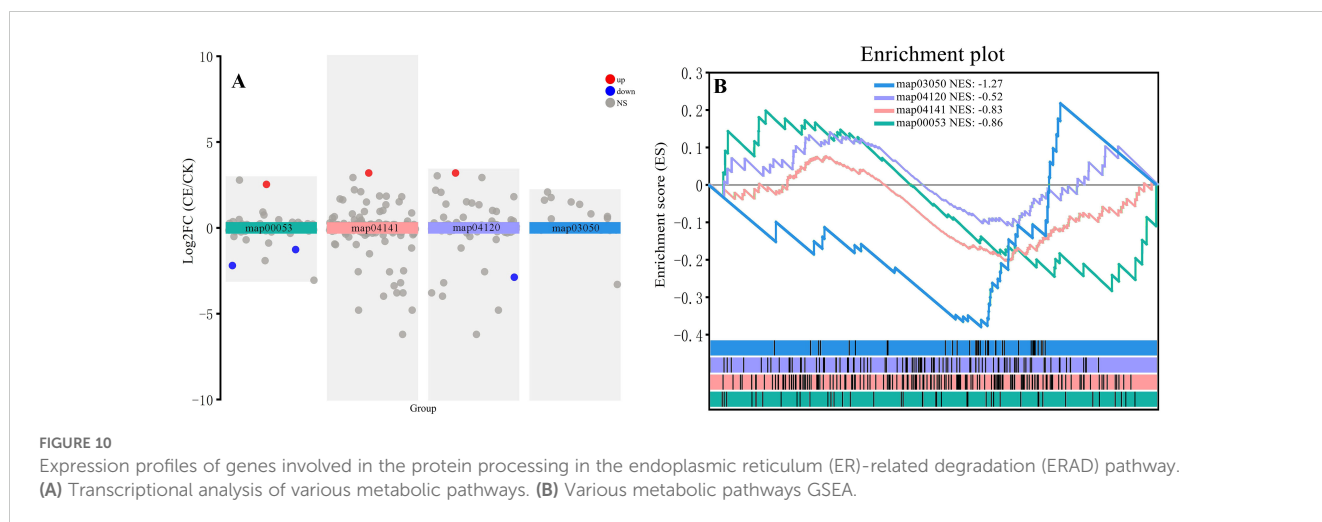 Enrichment plot
A
Log2FC (CE/CK)
10
5
0
−5
−10
up
down
NS
map00053
map04141
map04120
map03050
Group
B
Enrichment score (ES)
0.3
0.2
0.1
0
-0.1
-0.2
-0.3
-0.4
map03050 NES: -1.27
map04120 NES: -0.52
map04141 NES: -0.83
map00053 NES: -0.86
FIGURE 10
Expression profiles of genes involved in the protein processing in the endoplasmic reticulum (ER)-related degradation (ERAD) pathway.
(A) Transcriptional analysis of various metabolic pathways. (B) Various metabolic pathways GSEA.